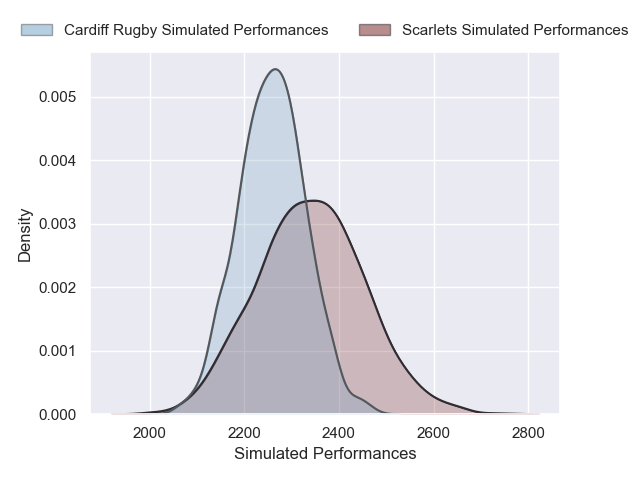 Cardiff Rugby Simulated Performances
Scarlets Simulated Performances
Density
0.005
0.004
0.003
0.002
0.001
0.000
2000
2200
2400
2600
2800
Simulated Performances